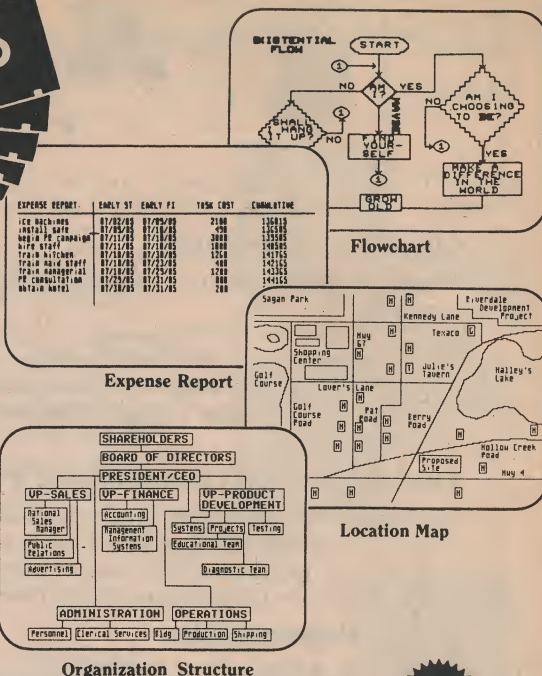 EXISTENTIAL
FLOW
START
1
NO
AM
I?
YES
MAYBE
SHALL
I HANG
IT UP?
NO
1
FIND
YOUR-
SELF
1
NO
AM I
CHOOSING
TO BE?
1
YES
MAKE A
DIFFERENCE
IN THE
WORLD
GROW
OLD
Flowchart
EXPENSE REPORT. EARLY ST EARLY FI TASK COST CUMULATIVE
ice machines 07/02/85 07/05/85 2100 136015
install safe 07/05/85 07/10/85 490
begin PR campaign 07/11/85 07/18/85 3000
hire staff 07/11/85 07/18/85 1000
train kitchen 07/18/85 07/30/85 1260 141765
train maid staff 07/18/85 07/23/85 400 142165
train managerial 07/18/85 07/25/85 1200 143365
PR consultation 07/25/85 07/31/85 800 144165
obtain hotel 07/30/85 07/31/85 200
Expense Report
Sagan Park
Riverdale
Development
Project
Kennedy Lane
Hwy
67
Texaco G
Shopping
Center
Julie's
Tavern
T
Halley's
Lake
Golf
Course
Lover's Lane
Golf
Course
Road
Pat
Road
Kerry
Road
Hollow Creek
Road
Proposed
Site
Hwy 4
Location Map
SHAREHOLDERS
BOARD OF DIRECTORS
PRESIDENT/CEO
VP-SALES VP-FINANCE VP-PRODUCT
DEVELOPMENT
National
Sales
Manager
Public
Relations
Advertising
Accounting
Management
Information
Systems
Systems Projects Testing
Educational Team
Diagnostic Team
ADMINISTRATION OPERATIONS
Personnel Clerical Services Bldg Production Shipping
Organization Structure